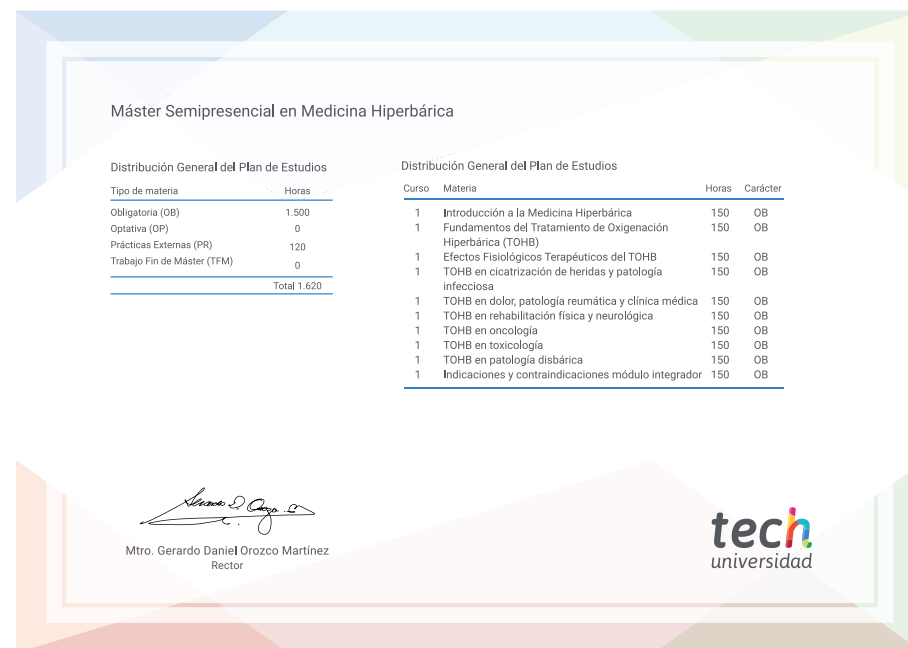 Máster Semipresencial en Medicina Hiperbárica
Distribución General del Plan de Estudios
Tipo de materia Horas
Obligatoria (OB) 1.500
Optativa (OP) 0
Prácticas Externas (PR) 120
Trabajo Fin de Máster (TFM) 0
Total 1.620
Distribución General del Plan de Estudios
Curso Materia Horas Carácter
1 Introducción a la Medicina Hiperbárica 150 OB
1 Fundamentos del Tratamiento de Oxigenación 150 OB
Hiperbárica (TOHB)
1 Efectos Fisiológicos Terapéuticos del TOHB 150 OB
1 TOHB en cicatrización de heridas y patología 150 OB
infecciosa
1 TOHB en dolor, patología reumática y clínica médica 150 OB
1 TOHB en rehabilitación física y neurológica 150 OB
1 TOHB en oncología 150 OB
1 TOHB en toxicología 150 OB
1 TOHB en patología disbárica 150 OB
1 Indicaciones y contraindicaciones módulo integrador 150 OB
Mtro. Gerardo Daniel Orozco Martínez
Rector
tech
universidad